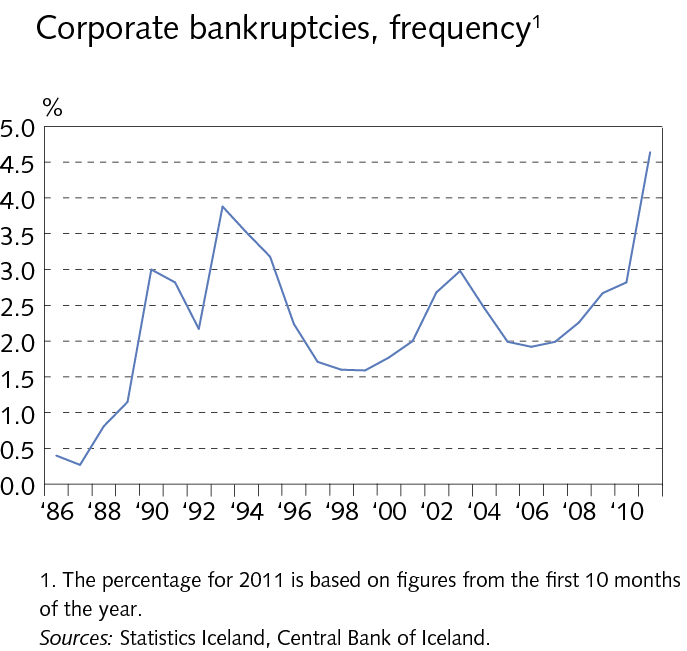 Corporate bankruptcies, frequency¹
%
5.0
4.5
4.0
3.5
3.0
2.5
2.0
1.5
1.0
0.5
0.0
‘86 ‘88 ‘90 ‘92 ‘94 ‘96 ‘98 ‘00 ‘02 ‘04 ‘06 ‘08 ‘10
1. The percentage for 2011 is based on figures from the first 10 months
of the year.
Sources: Statistics Iceland, Central Bank of Iceland.